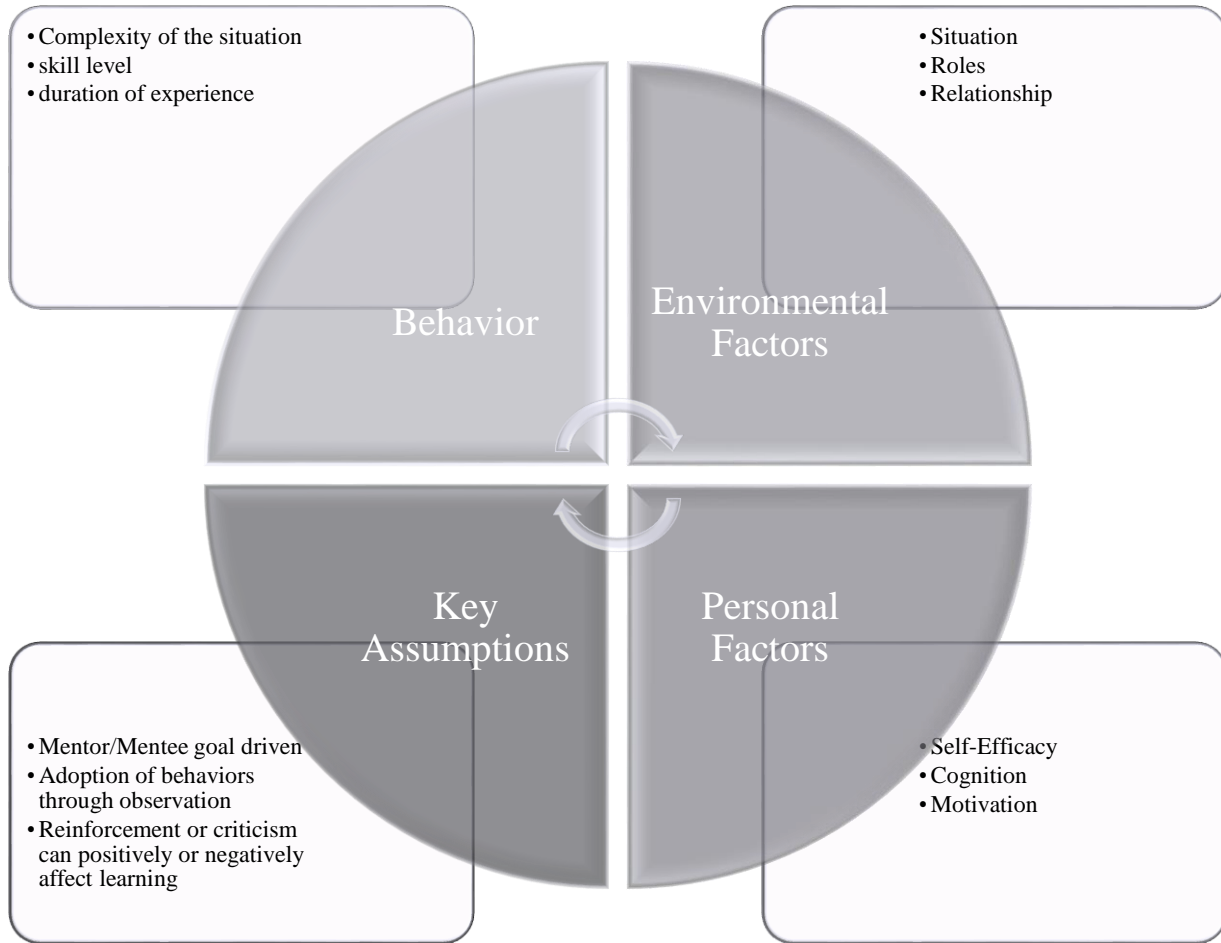 • Complexity of the situation
• skill level
• duration of experience
• Situation
• Roles
• Relationship
Behavior
Environmental
Factors
Key
Assumptions
Personal
Factors
• Mentor/Mentee goal driven
• Adoption of behaviors
through observation
• Reinforcement or criticism
can positively or negatively
affect learning
• Self-Efficacy
• Cognition
• Motivation